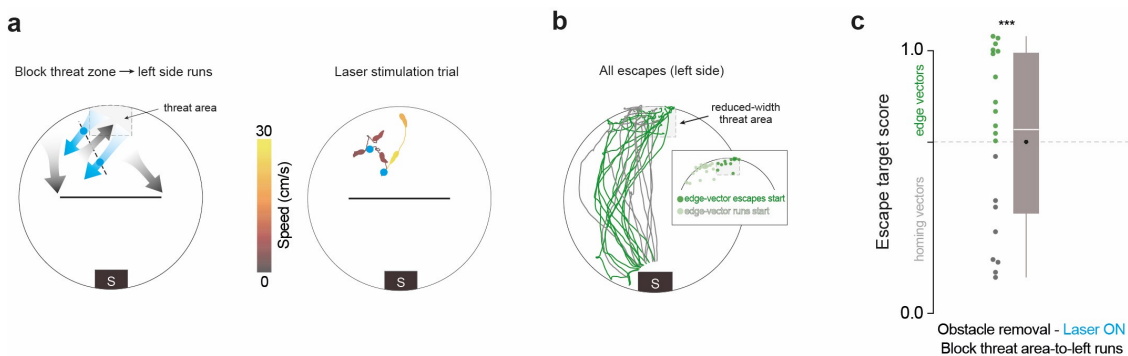 a
Block threat zone → left side runs
threat area
S
30
Speed (cm/s)
0
Laser stimulation trial
S
b
All escapes (left side)
reduced-width
threat area
edge-vector escapes start
edge-vector runs start
S
c
***
1.0
edge vectors
Escape target score
homing vectors
0.0
Obstacle removal - Laser ON
Block threat area-to-left runs